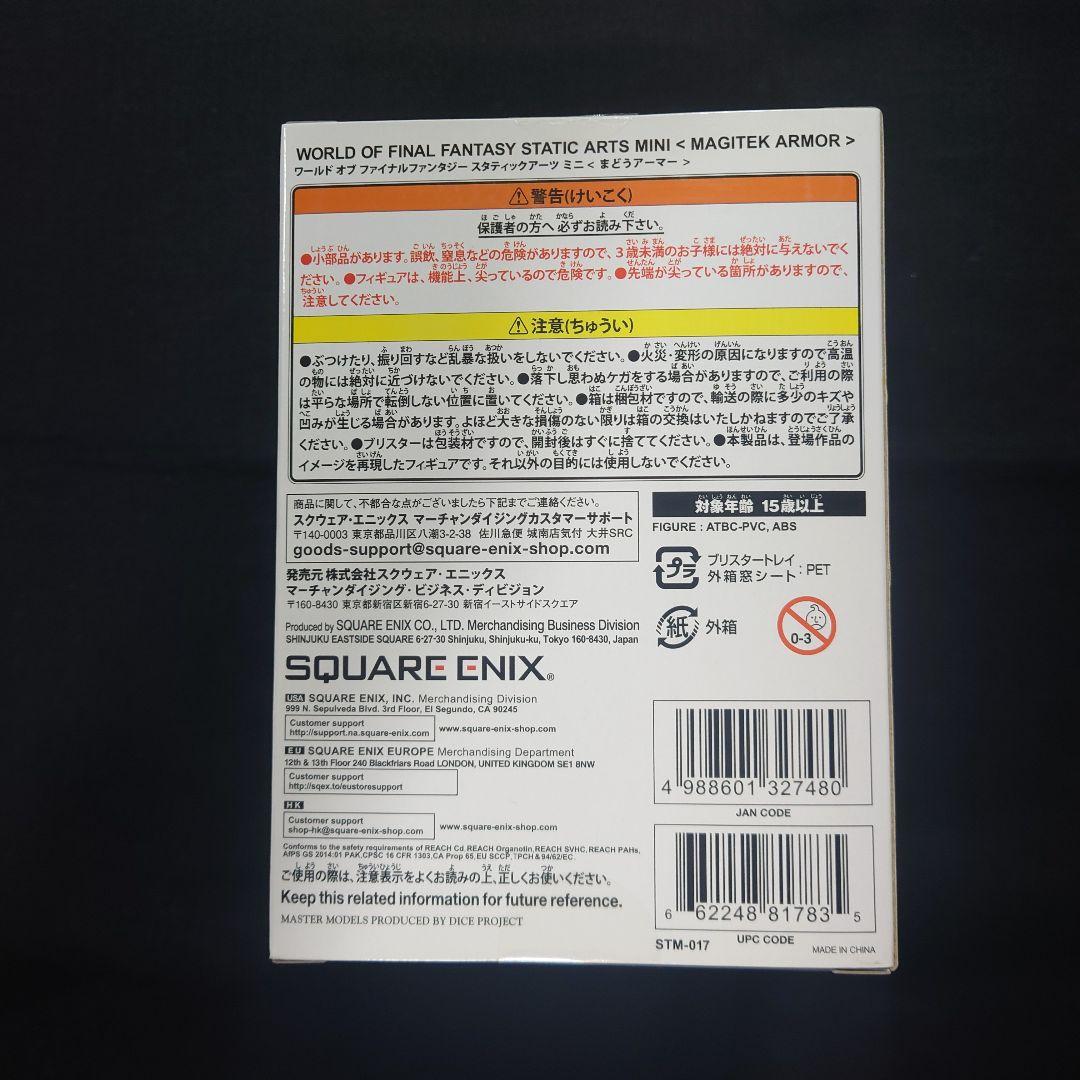 WORLD OF FINAL FANTASY STATIC ARTS MINI < MAGITEK ARMOR >
ワールド オブ ファイナルファンタジー スタティックアーツ ミニ < まどうアーマー >
⚠警告(けいこく)
保護者の方へ 必ずお読み下さい。
●小部品があります。誤飲、窒息などの危険がありますので、3歳未満のお子様には絶対に与えないでく
ださい。●フィギュアは、機能上、尖っているので危険です。●先端が尖っている箇所がありますので、
注意してください。
⚠注意(ちゅうい)
●ぶつけたり、振り回すなど乱暴な扱いをしないでください。●火災・変形の原因になりますので高温
の物には絶対に近づけないでください。●落下し思わぬケガをする場合がありますので、ご利用の際
は平らな場所で転倒しない位置に置いてください。●箱は梱包材ですので、輸送の際に多少のキズや
凹みが生じる場合があります。よほど大きな損傷のない限りは箱の交換はいたしかねますのでご了承
ください。●ブリスターは包装材ですので、開封後はすぐに捨ててください。●本製品は、登場作品の
イメージを再現したフィギュアです。それ以外の目的には使用しないでください。
商品に関して、不都合な点がございましたら下記までご連絡ください。
スクウェア・エニックス マーチャンダイジングカスタマーサポート
〒140-0003 東京都品川区八潮3-2-38 佐川急便 城南店気付 大井SRC
goods-support@square-enix-shop.com
発売元 株式会社スクウェア・エニックス
マーチャンダイジング・ビジネス・ディビジョン
〒160-8430 東京都新宿区新宿6-27-30 新宿イーストサイドスクエア
Produced by SQUARE ENIX CO., LTD. Merchandising Business Division
SHINJUKU EASTSIDE SQUARE 6-27-30 Shinjuku, Shinjuku-ku, Tokyo 160-8430, Japan
SQUARE ENIX®
USA SQUARE ENIX, INC. Merchandising Division
999 N. Sepulveda Blvd. 3rd Floor, El Segundo, CA 90245
Customer support
http://support.na.square-enix.com
www.square-enix-shop.com
EU SQUARE ENIX EUROPE Merchandising Department
12th & 13th Floor 240 Blackfriars Road LONDON, UNITED KINGDOM SE1 8NW
Customer support
http://sqex.to/eustoresupport
HK
Customer support
shop-hk@square-enix-shop.com
www.square-enix-shop.com
Conforms to the safety requirements of REACH Cd, REACH Organotin, REACH SVHC, REACH PAHs,
AfPS GS 2014:01 PAK, CPSC 16 CFR 1303, CA Prop 65, EU SCCP, TPCH & 94/62/EC.
ご使用の際は、注意表示をよくお読みの上、正しくお使いください。
Keep this related information for future reference.
MASTER MODELS PRODUCED BY DICE PROJECT
対象年齢 15歳以上
FIGURE : ATBC-PVC, ABS
プラ
ブリスタートレイ
外箱窓シート : PET
紙 外箱
0-3
4 988601 327480
JAN CODE
6 62248 81783 5
UPC CODE
STM-017
MADE IN CHINA